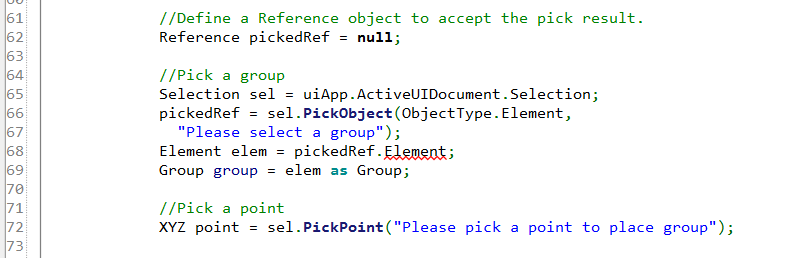 61 //Define a Reference object to accept the pick result.
62 Reference pickedRef = null;
63
64 //Pick a group
65 Selection sel = uiApp.ActiveUIDocument.Selection;
66 pickedRef = sel.PickObject(ObjectType.Element,
67 "Please select a group");
68 Element elem = pickedRef.Element;
69 Group group = elem as Group;
70
71 //Pick a point
72 XYZ point = sel.PickPoint("Please pick a point to place group");
73